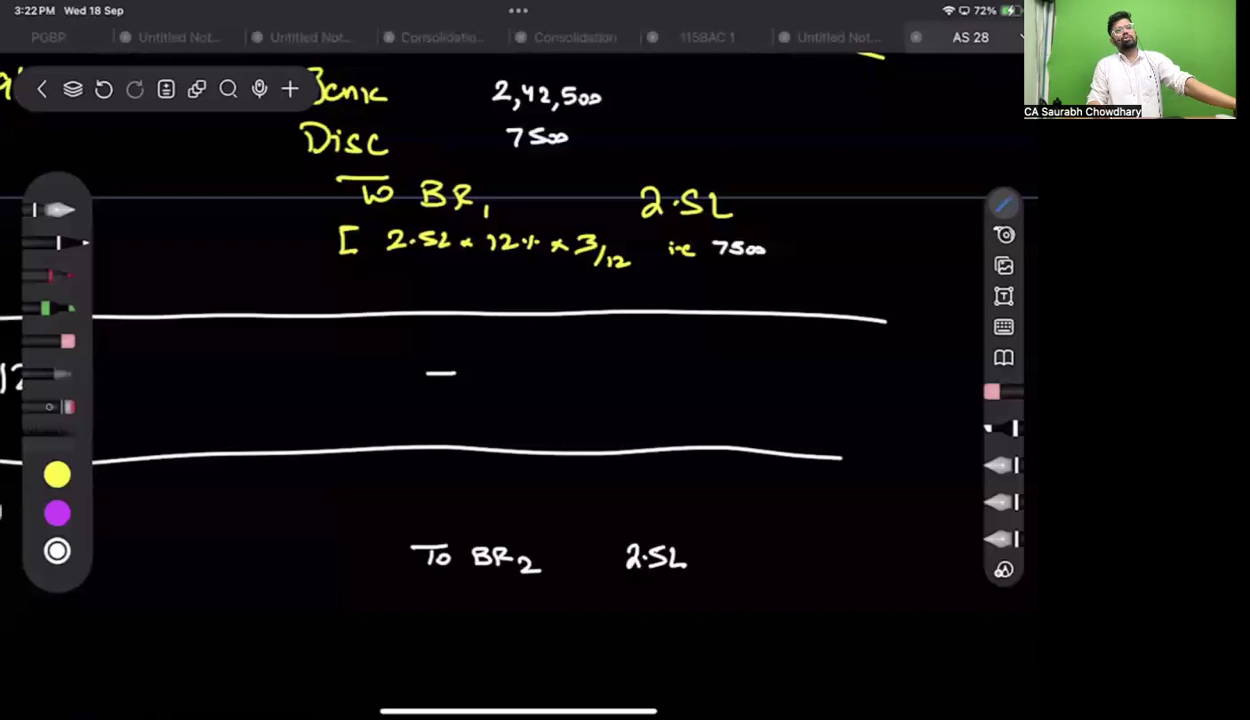 3:22 PM Wed 18 Sep
72%
PGBP Untitled Not... Untitled Not... Consolidatio... Consolidation 115BAC 1 Untitled Not... AS 28
CA Saurabh Chowdhary
Bank 2,42,500
Disc 7500
To BR1 2.5L
[ 2.5L × 12% × 3/12 i.e 7500
12
To BR2 2.5L